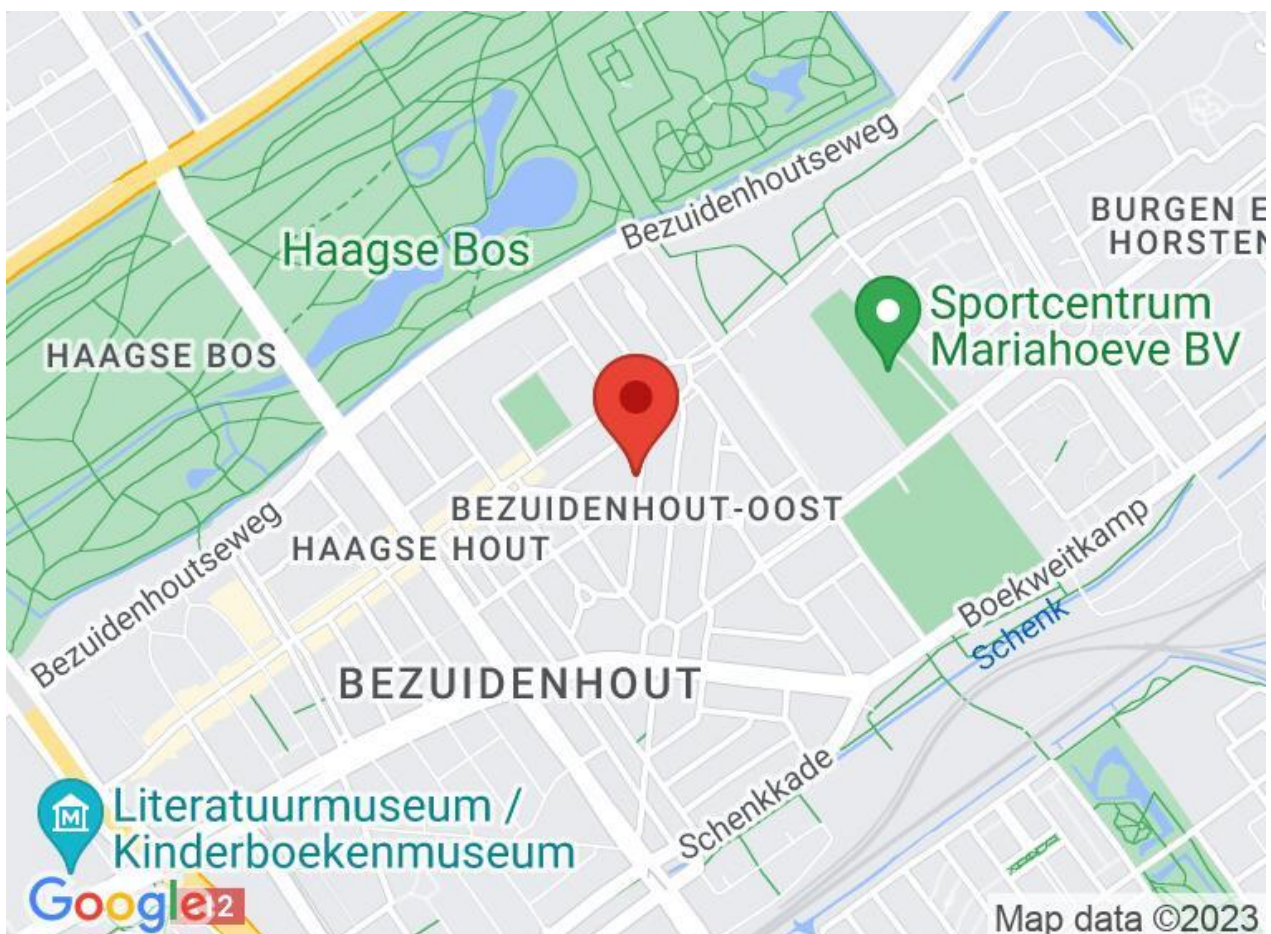 Bezuidenhoutseweg
BURGEN E
HORSTEN
Haagse Bos
Sportcentrum
Mariahoeve BV
HAAGSE BOS
BEZUIDENHOUT-OOST
HAAGSE HOUT
Bezuidenhoutseweg
Boekweitkamp
Schenk
BEZUIDENHOUT
Schenkkade
Literatuurmuseum /
Kinderboekenmuseum
M
Google
Map data ©2023